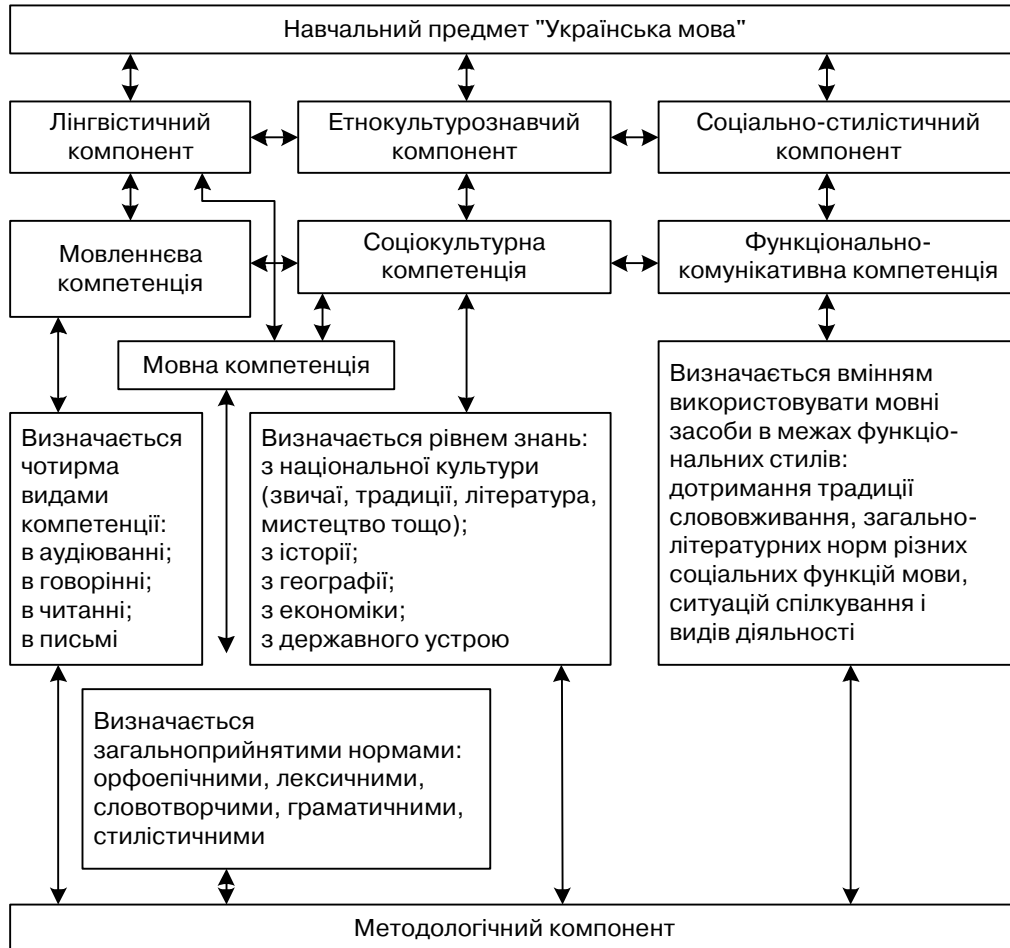 Навчальний предмет "Українська мова"
Лінгвістичний
компонент
Етнокультурознавчий
компонент
Соціально-стилістичний
компонент
Мовленнєва
компетенція
Соціокультурна
компетенція
Функціонально-
комунікативна компетенція
Мовна компетенція
Визначається
чотирма
видами
компетенції:
в аудіюванні;
в говорінні;
в читанні;
в письмі
Визначається рівнем знань:
з національної культури
(звичаї, традиції, література,
мистецтво тощо);
з історії;
з географії;
з економіки;
з державного устрою
Визначається вмінням
використовувати мовні
засоби в межах функціо-
нальних стилів:
дотримання традиції
слововживання, загально-
літературних норм різних
соціальних функцій мови,
ситуацій спілкування і
видів діяльності
Визначається
загальноприйнятими нормами:
орфоепічними, лексичними,
словотворчими, граматичними,
стилістичними
Методологічний компонент